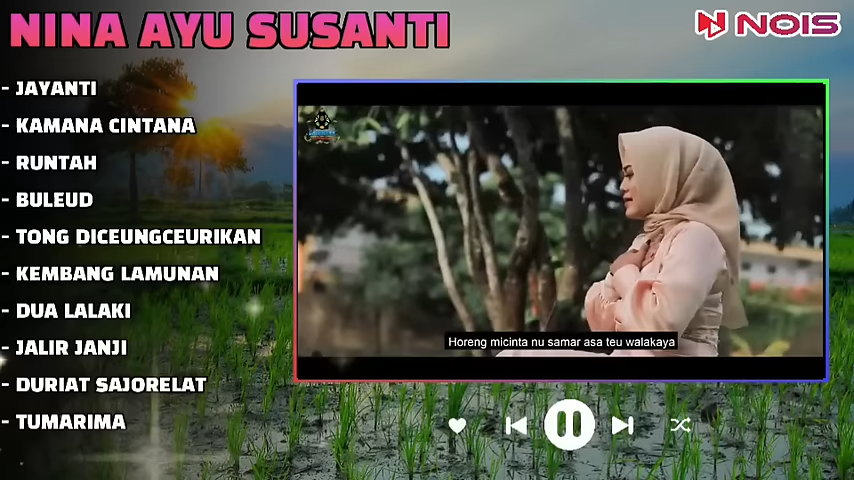 NINA AYU SUSANTI
NOIS
- JAYANTI
- KAMANA CINTANA
- RUNTAH
- BULEUD
- TONG DICEUNGCEURIKAN
- KEMBANG LAMUNAN
- DUA LALAKI
- JALIR JANJI
- DURIAT SAJORELAT
- TUMARIMA
Horeng micinta nu samar asa teu walakaya